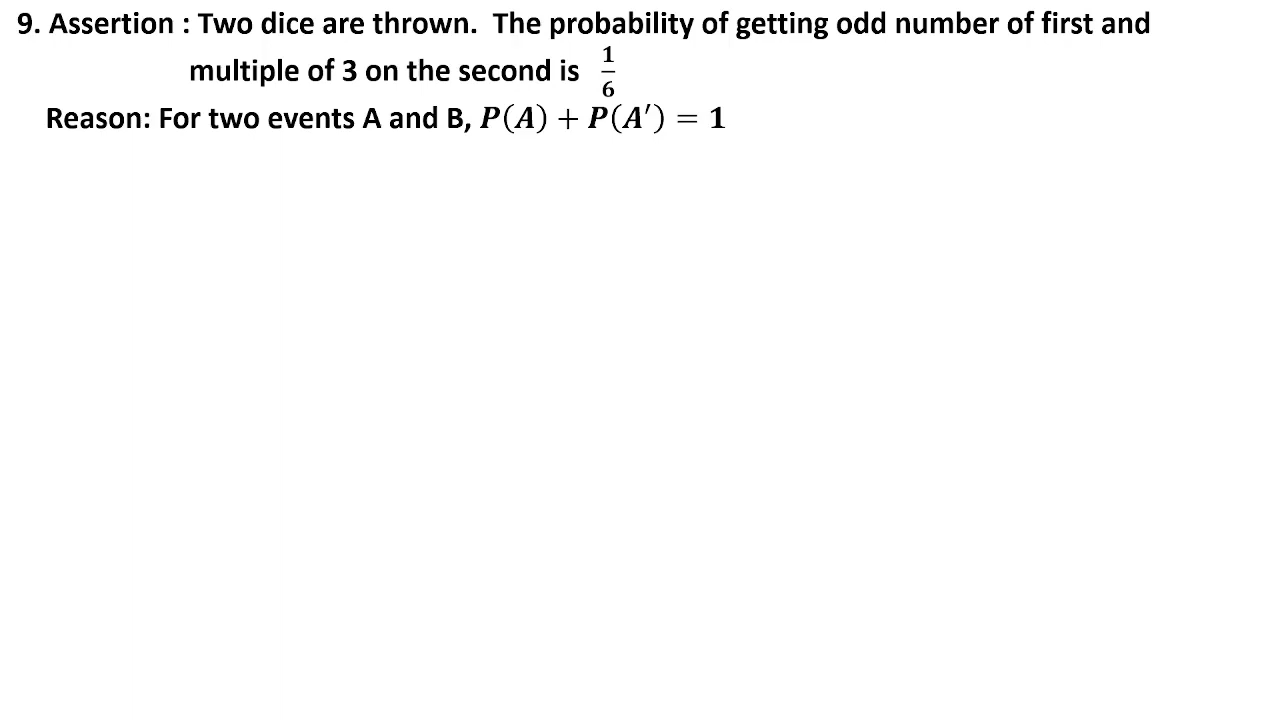 9. Assertion : Two dice are thrown.  The probability of getting odd number of first and
multiple of 3 on the second is 1/6
Reason: For two events A and B, P(A) + P(A′) = 1